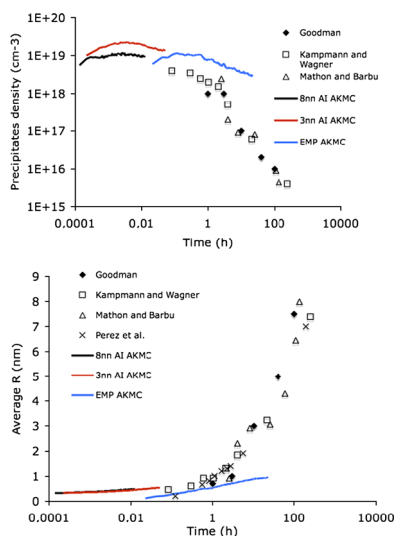 1E+20
1E+19
1E+18
1E+17
1E+16
1E+15
Precipitates density (cm-3)
Goodman
Kampmann and
Wagner
Mathon and Barbu
8nn AI AKMC
3nn AI AKMC
EMP AKMC
0.0001 0.01 1 100 10000
Time (h)
9
8
7
6
5
4
3
2
1
0
Average R (nm)
Goodman
Kampmann and Wagner
Mathon and Barbu
Perez et al.
8nn AI AKMC
3nn AI AKMC
EMP AKMC
0.0001 0.01 1 100 10000
Time (h)